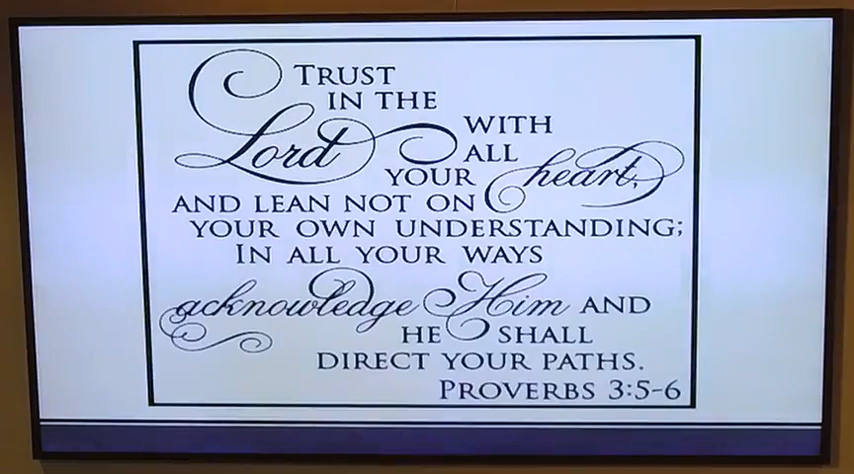 TRUST
IN THE
Lord WITH
ALL
YOUR heart,
AND LEAN NOT ON
YOUR OWN UNDERSTANDING;
IN ALL YOUR WAYS
acknowledge Him AND
HE SHALL
DIRECT YOUR PATHS.
PROVERBS 3:5-6